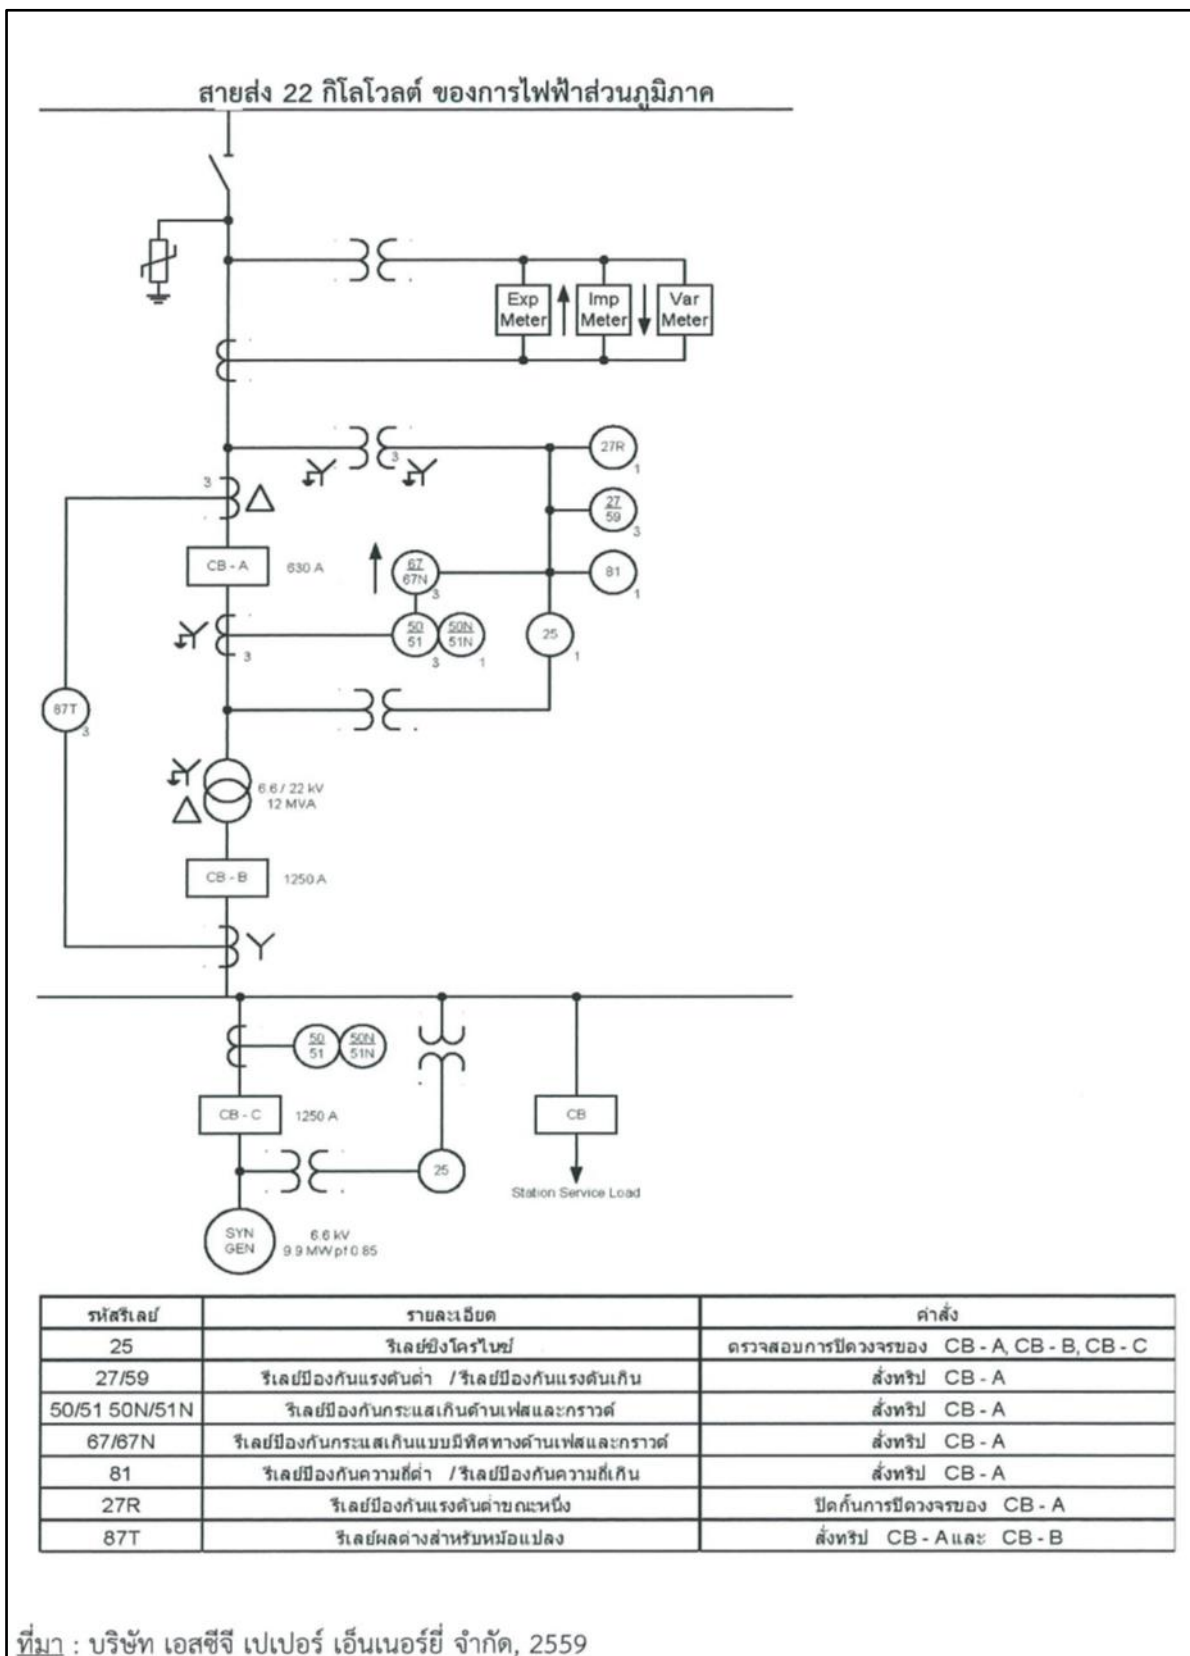 สายส่ง 22 กิโลโวลต์ ของการไฟฟ้าส่วนภูมิภาค
Exp Meter
Imp Meter
Var Meter
3
27R
1
3
27
59
3
CB - A
630 A
67
67N
3
81
1
50
51
3
50N
51N
1
25
1
3
87T
3
6.6 / 22 kV
12 MVA
CB - B
1250 A
50
51
50N
51N
CB - C
1250 A
CB
25
Station Service Load
SYN GEN
6.6 kV
9.9 MW pf 0.85
รหัสรีเลย์ รายละเอียด คำสั่ง
25 รีเลย์ซิงโครไนซ์ ตรวจสอบการปิดวงจรของ CB - A, CB - B, CB - C
27/59 รีเลย์ป้องกันแรงดันต่ำ / รีเลย์ป้องกันแรงดันเกิน สั่งทริป CB - A
50/51 50N/51N รีเลย์ป้องกันกระแสเกินด้านเฟสและกราวด์ สั่งทริป CB - A
67/67N รีเลย์ป้องกันกระแสเกินแบบมีทิศทางด้านเฟสและกราวด์ สั่งทริป CB - A
81 รีเลย์ป้องกันความถี่ต่ำ / รีเลย์ป้องกันความถี่เกิน สั่งทริป CB - A
27R รีเลย์ป้องกันแรงดันต่ำขณะหนึ่ง ปิดกั้นการปิดวงจรของ CB - A
87T รีเลย์ผลต่างสำหรับหม้อแปลง สั่งทริป CB - A และ CB - B
ที่มา : บริษัท เอสซีจี เปเปอร์ เอ็นเนอร์ยี่ จำกัด, 2559